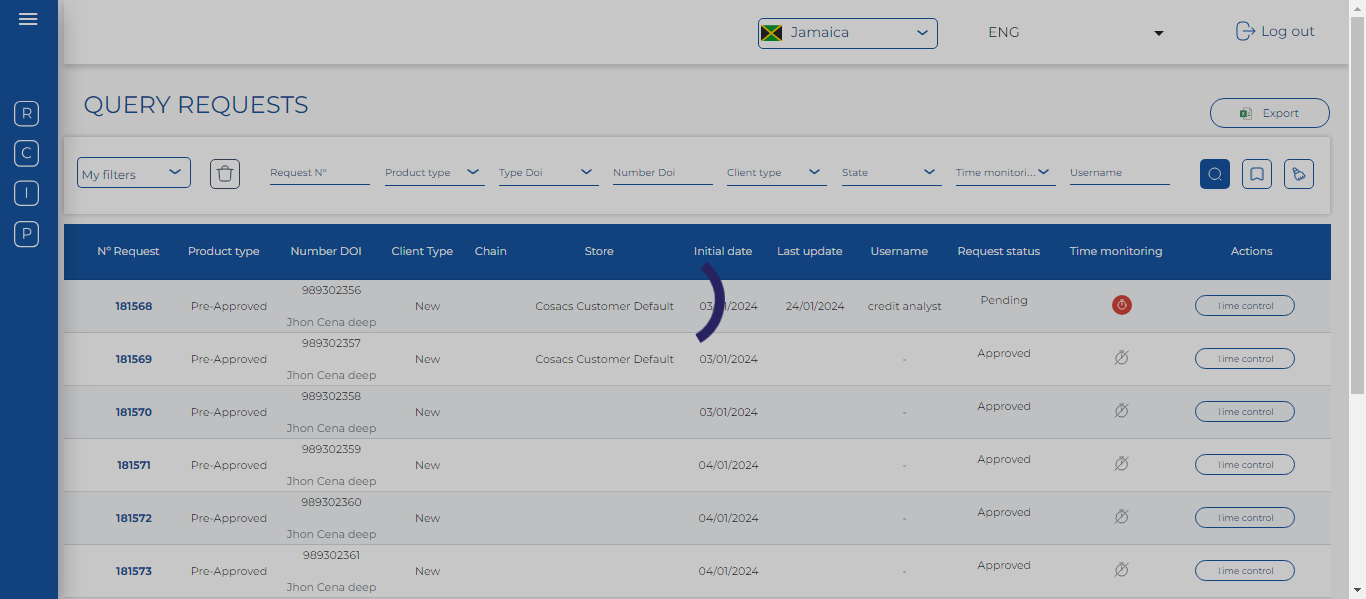 Jamaica ENG Log out
R
C
I
P
QUERY REQUESTS
Export
My filters Request N° Product type Type Doi Number Doi Client type State Time monitori... Username
N° Request Product type Number DOI Client Type Chain Store Initial date Last update Username Request status Time monitoring Actions
181568 Pre-Approved 989302356 New Cosacs Customer Default 03/01/2024 24/01/2024 credit analyst Pending Time control
Jhon Cena deep
181569 Pre-Approved 989302357 New Cosacs Customer Default 03/01/2024 - Approved Time control
Jhon Cena deep
181570 Pre-Approved 989302358 New 03/01/2024 - Approved Time control
Jhon Cena deep
181571 Pre-Approved 989302359 New 04/01/2024 - Approved Time control
Jhon Cena deep
181572 Pre-Approved 989302360 New 04/01/2024 - Approved Time control
Jhon Cena deep
181573 Pre-Approved 989302361 New 04/01/2024 - Approved Time control
Jhon Cena deep